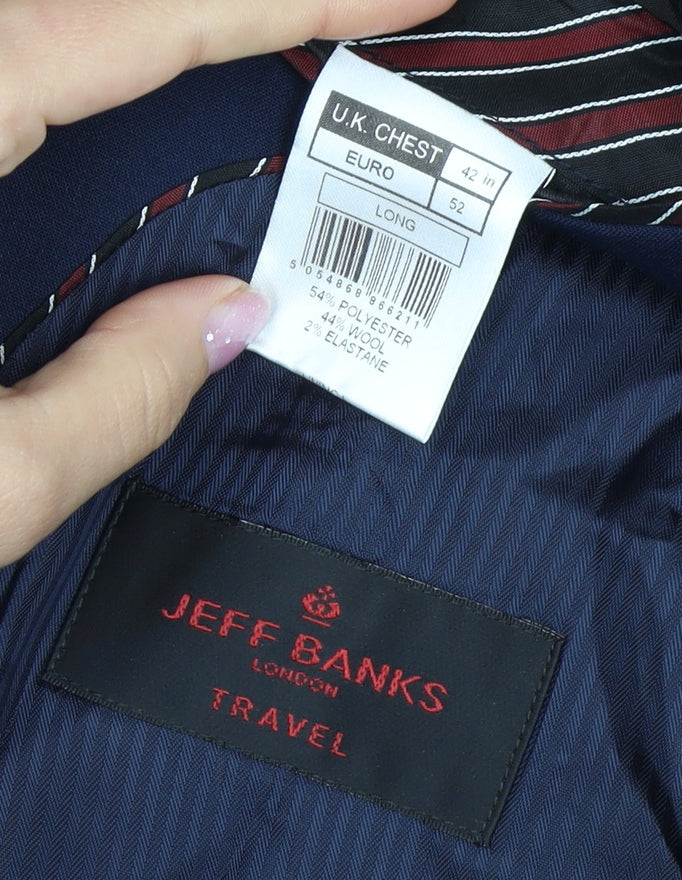 U.K. CHEST 42 in
EURO 52
LONG
5 054868 866211
54% POLYESTER
44% WOOL
2% ELASTANE
JEFF BANKS
LONDON
TRAVEL